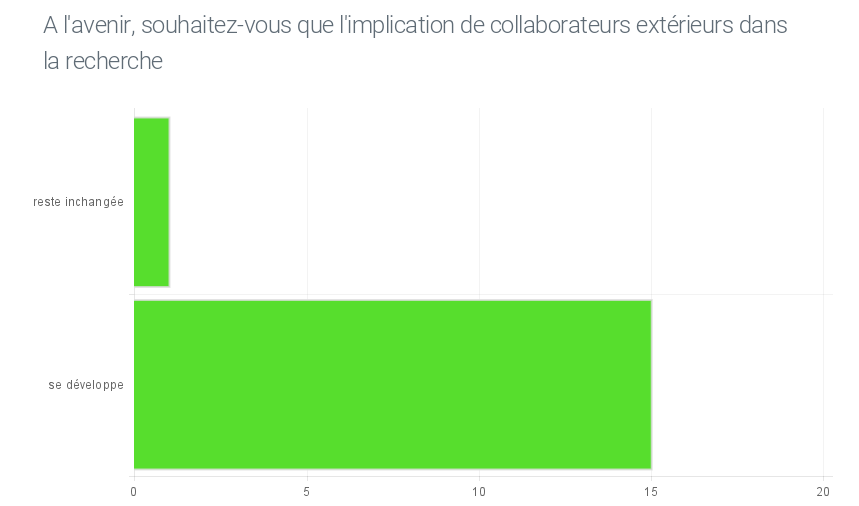 A l'avenir, souhaitez-vous que l'implication de collaborateurs extérieurs dans
la recherche
reste inchangée
se développe
0 5 10 15 20